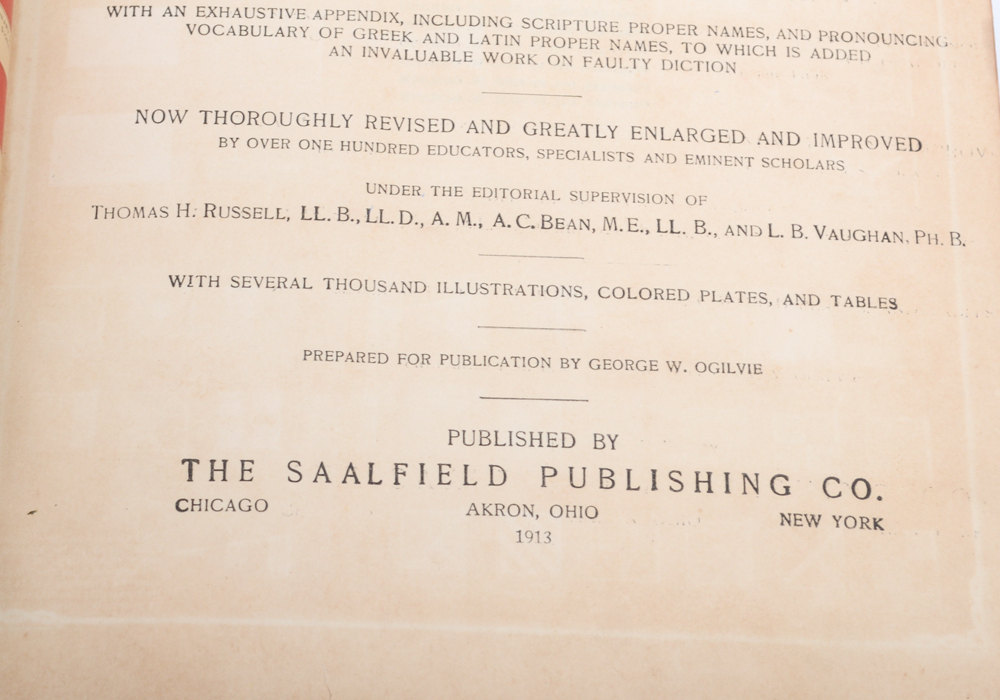 WITH AN EXHAUSTIVE APPENDIX, INCLUDING SCRIPTURE PROPER NAMES, AND PRONOUNCING
VOCABULARY OF GREEK AND LATIN PROPER NAMES, TO WHICH IS ADDED
AN INVALUABLE WORK ON FAULTY DICTION
NOW THOROUGHLY REVISED AND GREATLY ENLARGED AND IMPROVED
BY OVER ONE HUNDRED EDUCATORS, SPECIALISTS AND EMINENT SCHOLARS
UNDER THE EDITORIAL SUPERVISION OF
THOMAS H. RUSSELL, LL. B., LL. D., A. M., A. C. BEAN, M. E., LL. B., AND L. B. VAUGHAN, PH. B.
WITH SEVERAL THOUSAND ILLUSTRATIONS, COLORED PLATES, AND TABLES
PREPARED FOR PUBLICATION BY GEORGE W. OGILVIE
PUBLISHED BY
THE SAALFIELD PUBLISHING CO.
CHICAGO AKRON, OHIO NEW YORK
1913